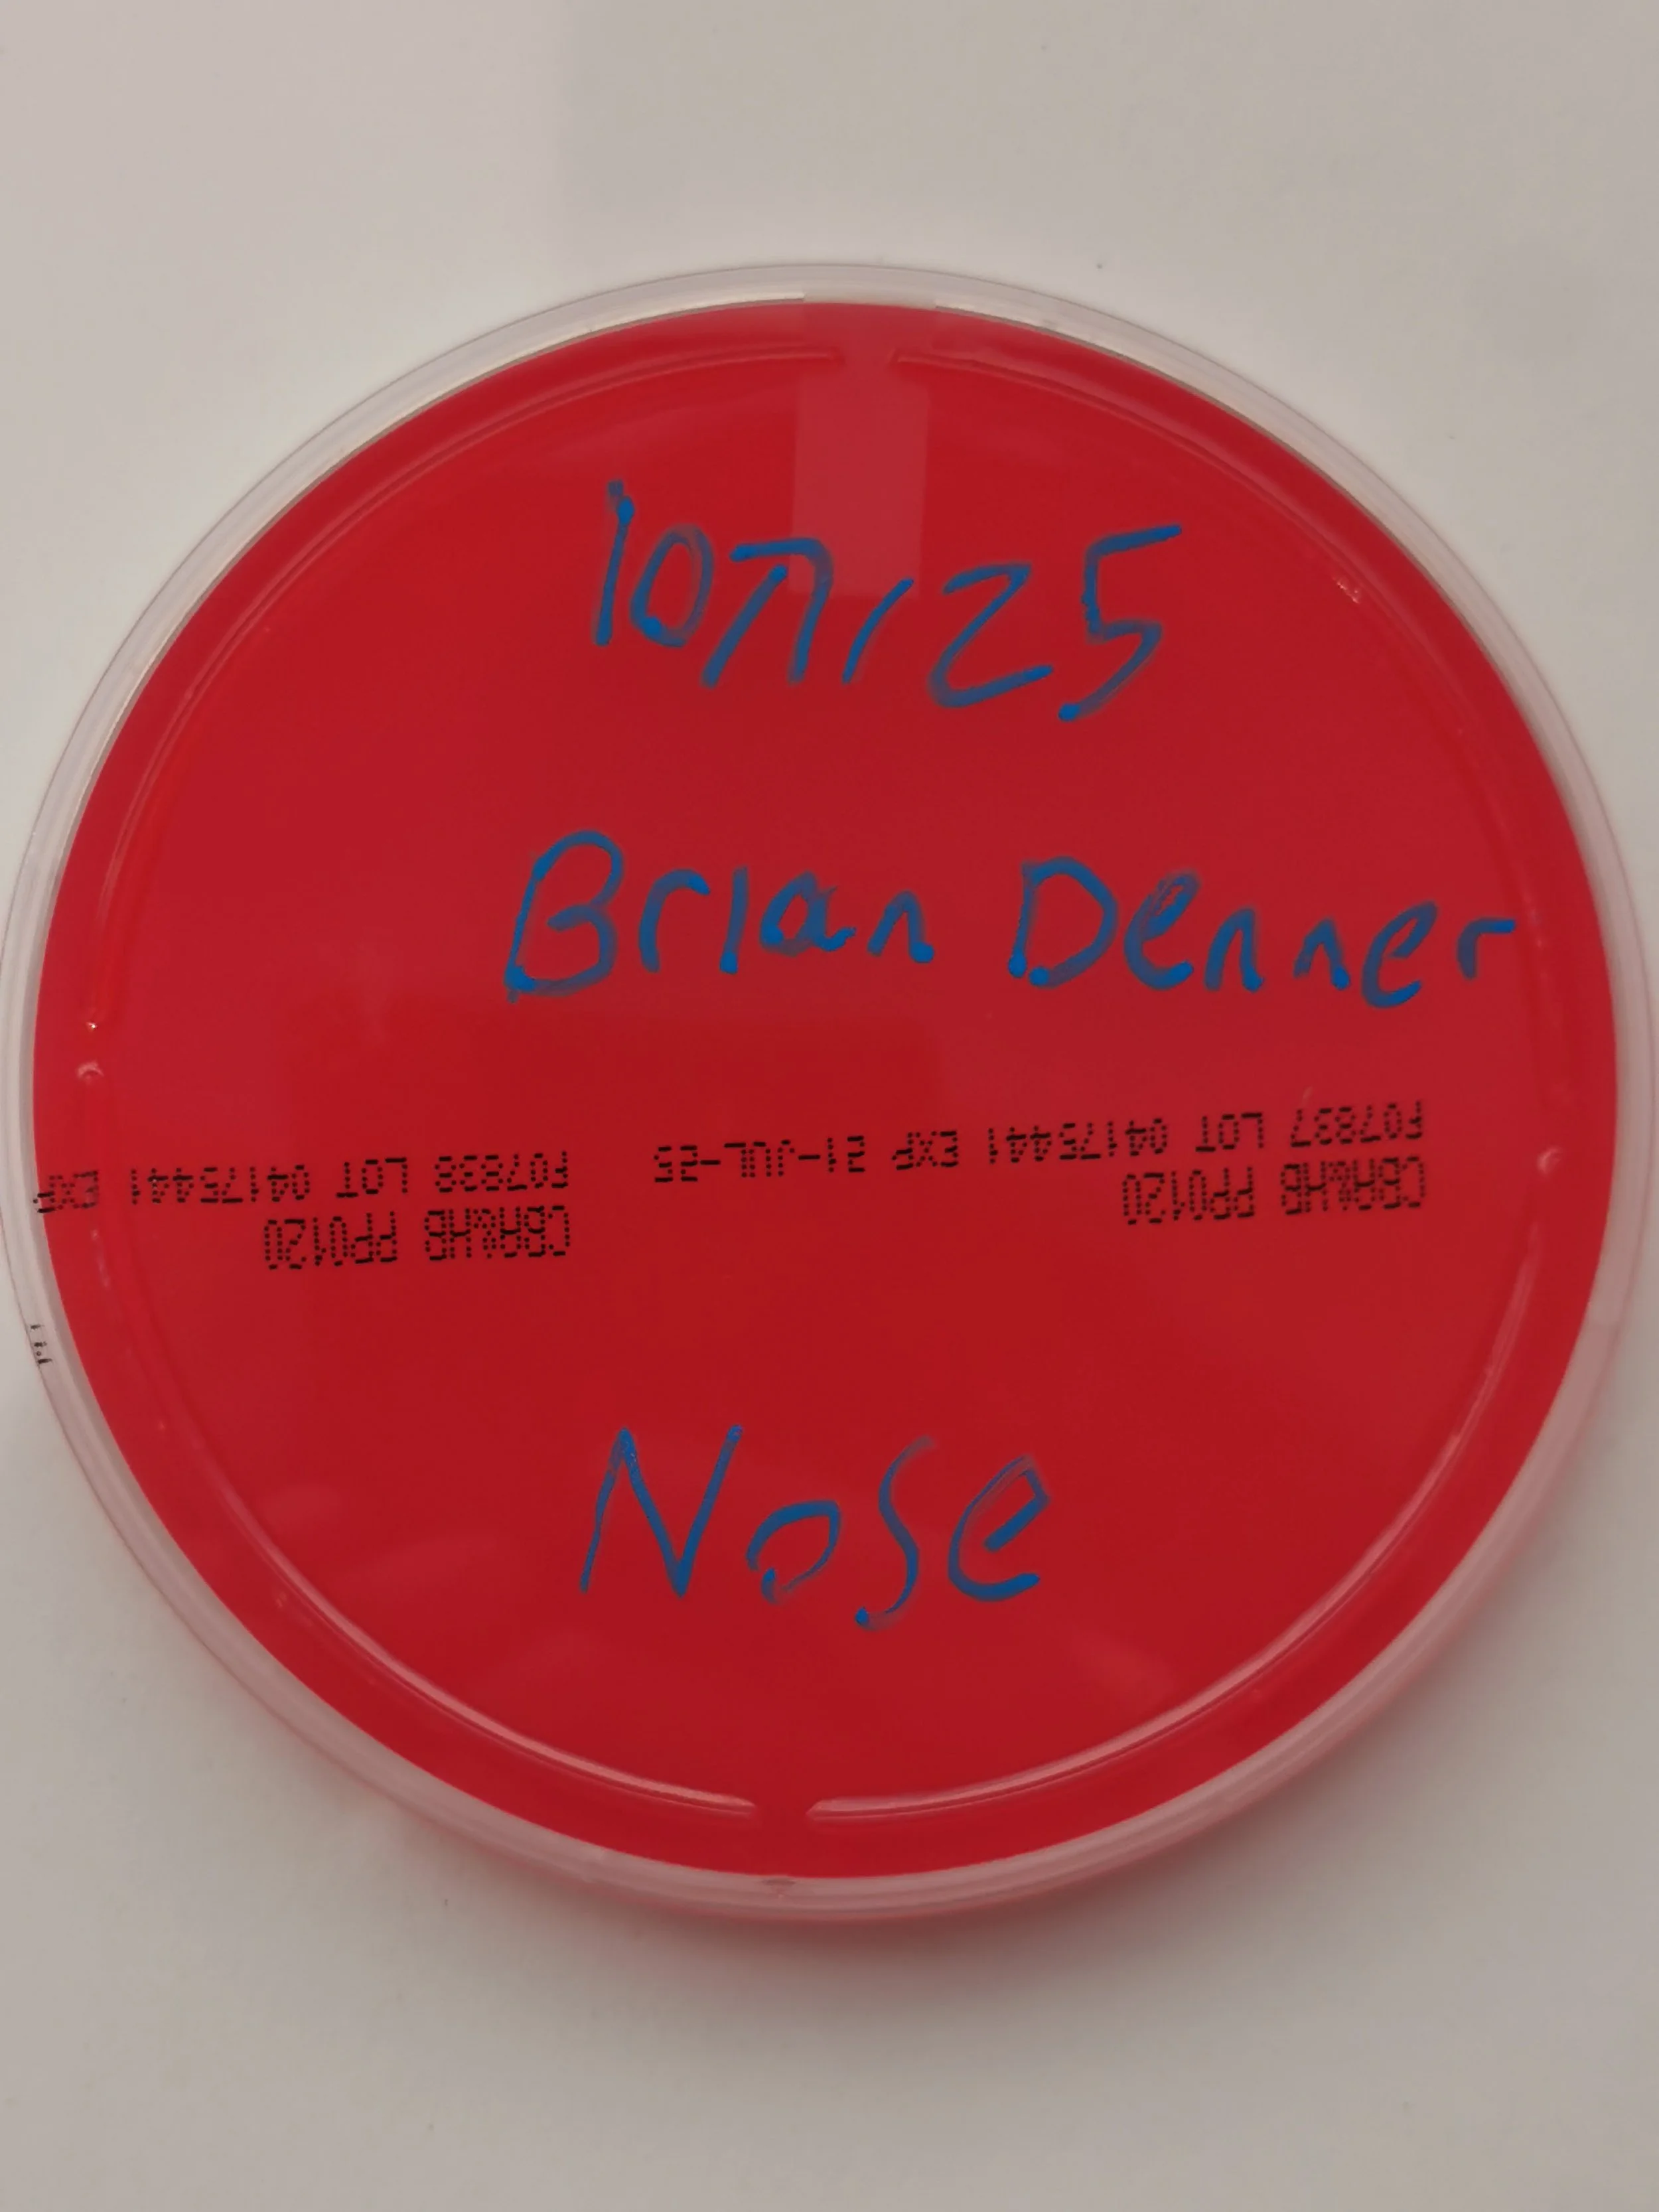 10/7/25
Brian Denner
CBA&HB PP0120 CBA&HB PP0120
F07837 LOT 04175441 EXP 21-JUL-25 F07838 LOT 04175441 EXP
Nose